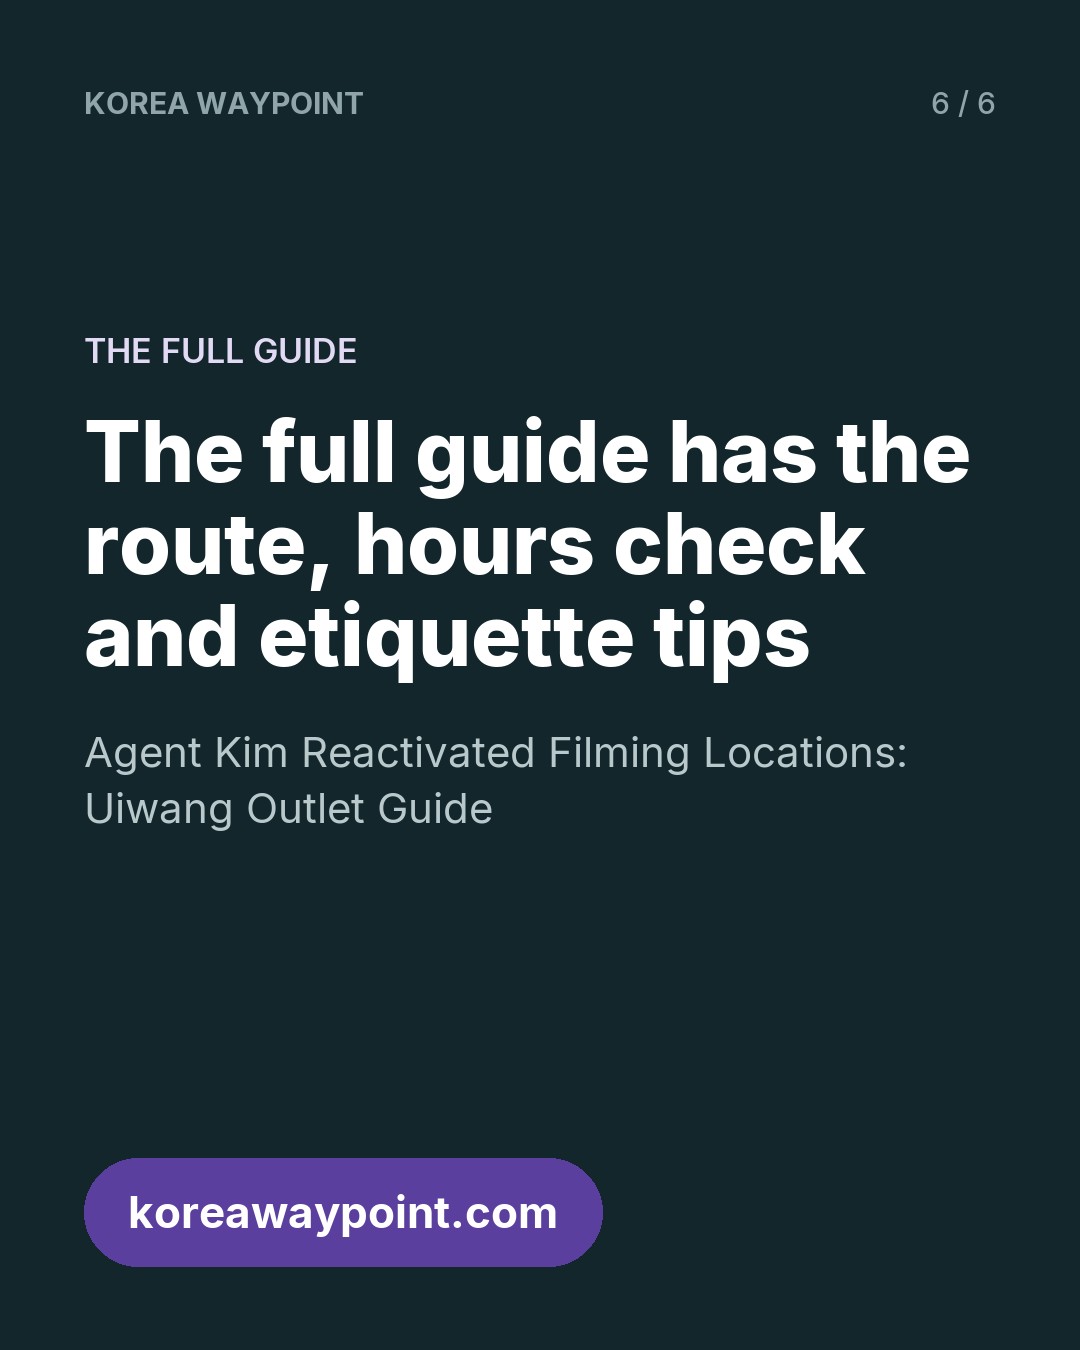 KOREA WAYPOINT
6 / 6
THE FULL GUIDE
The full guide has the
route, hours check
and etiquette tips
Agent Kim Reactivated Filming Locations:
Uiwang Outlet Guide
koreawaypoint.com